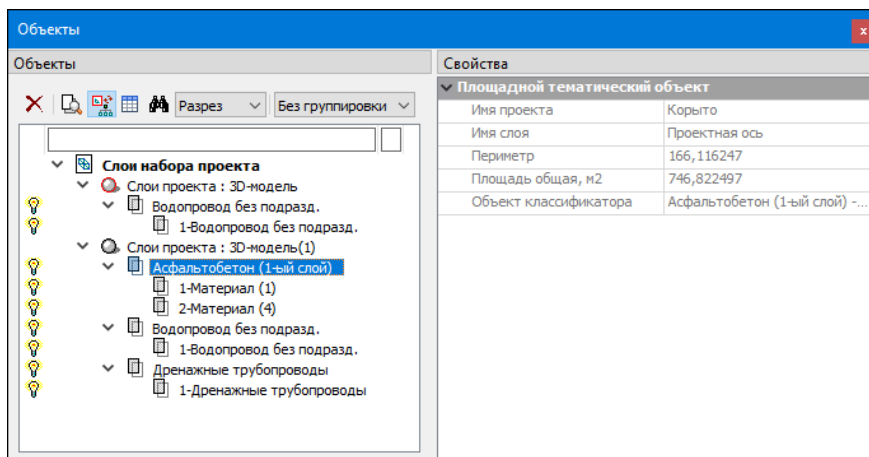 Объекты
x
Объекты
Свойства
Разрез
Без группировки
Площадной тематический объект
Имя проекта Корыто
Имя слоя Проектная ось
Периметр 166,116247
Площадь общая, м2 746,822497
Объект классификатора Асфальтобетон (1-ый слой) -...
Слои набора проекта
Слои проекта : 3D-модель
Водопровод без подразд.
1-Водопровод без подразд.
Слои проекта : 3D-модель(1)
Асфальтобетон (1-ый слой)
1-Материал (1)
2-Материал (4)
Водопровод без подразд.
1-Водопровод без подразд.
Дренажные трубопроводы
1-Дренажные трубопроводы